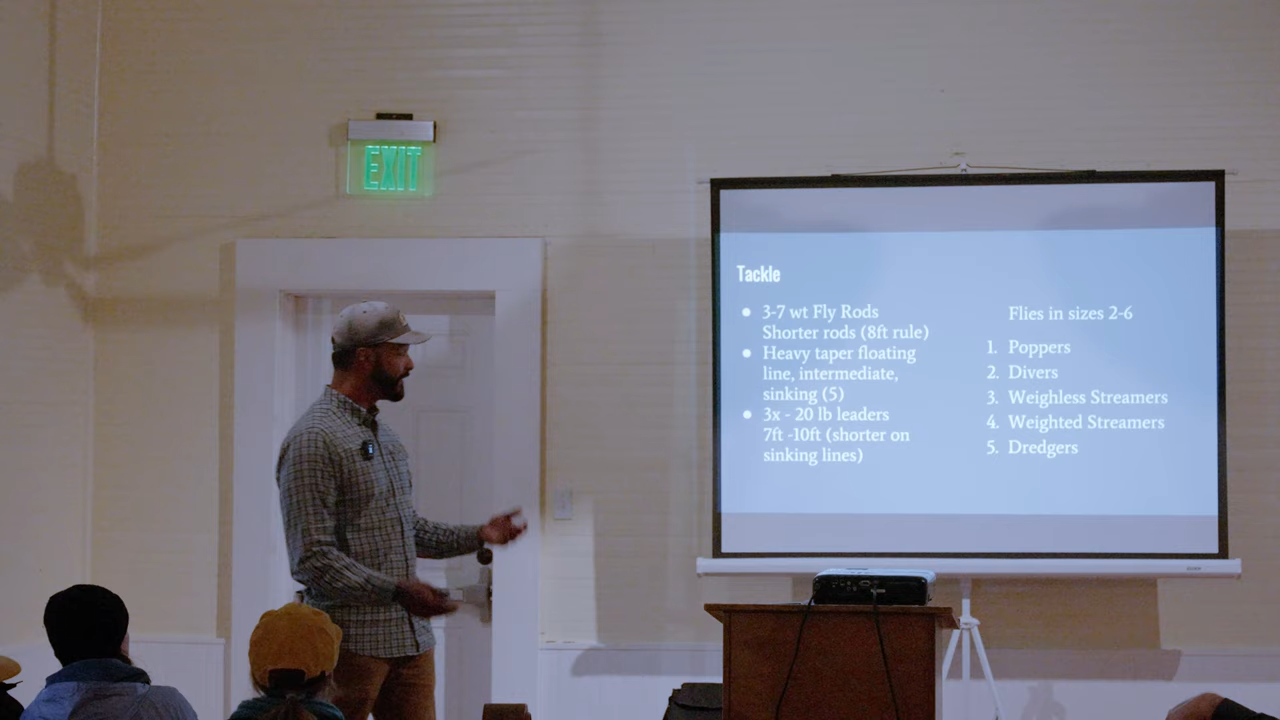 EXIT
Tackle
● 3-7 wt Fly Rods
Shorter rods (8ft rule)
● Heavy taper floating
line, intermediate,
sinking (5)
● 3x - 20 lb leaders
7ft -10ft (shorter on
sinking lines)
Flies in sizes 2-6
1. Poppers
2. Divers
3. Weighless Streamers
4. Weighted Streamers
5. Dredgers